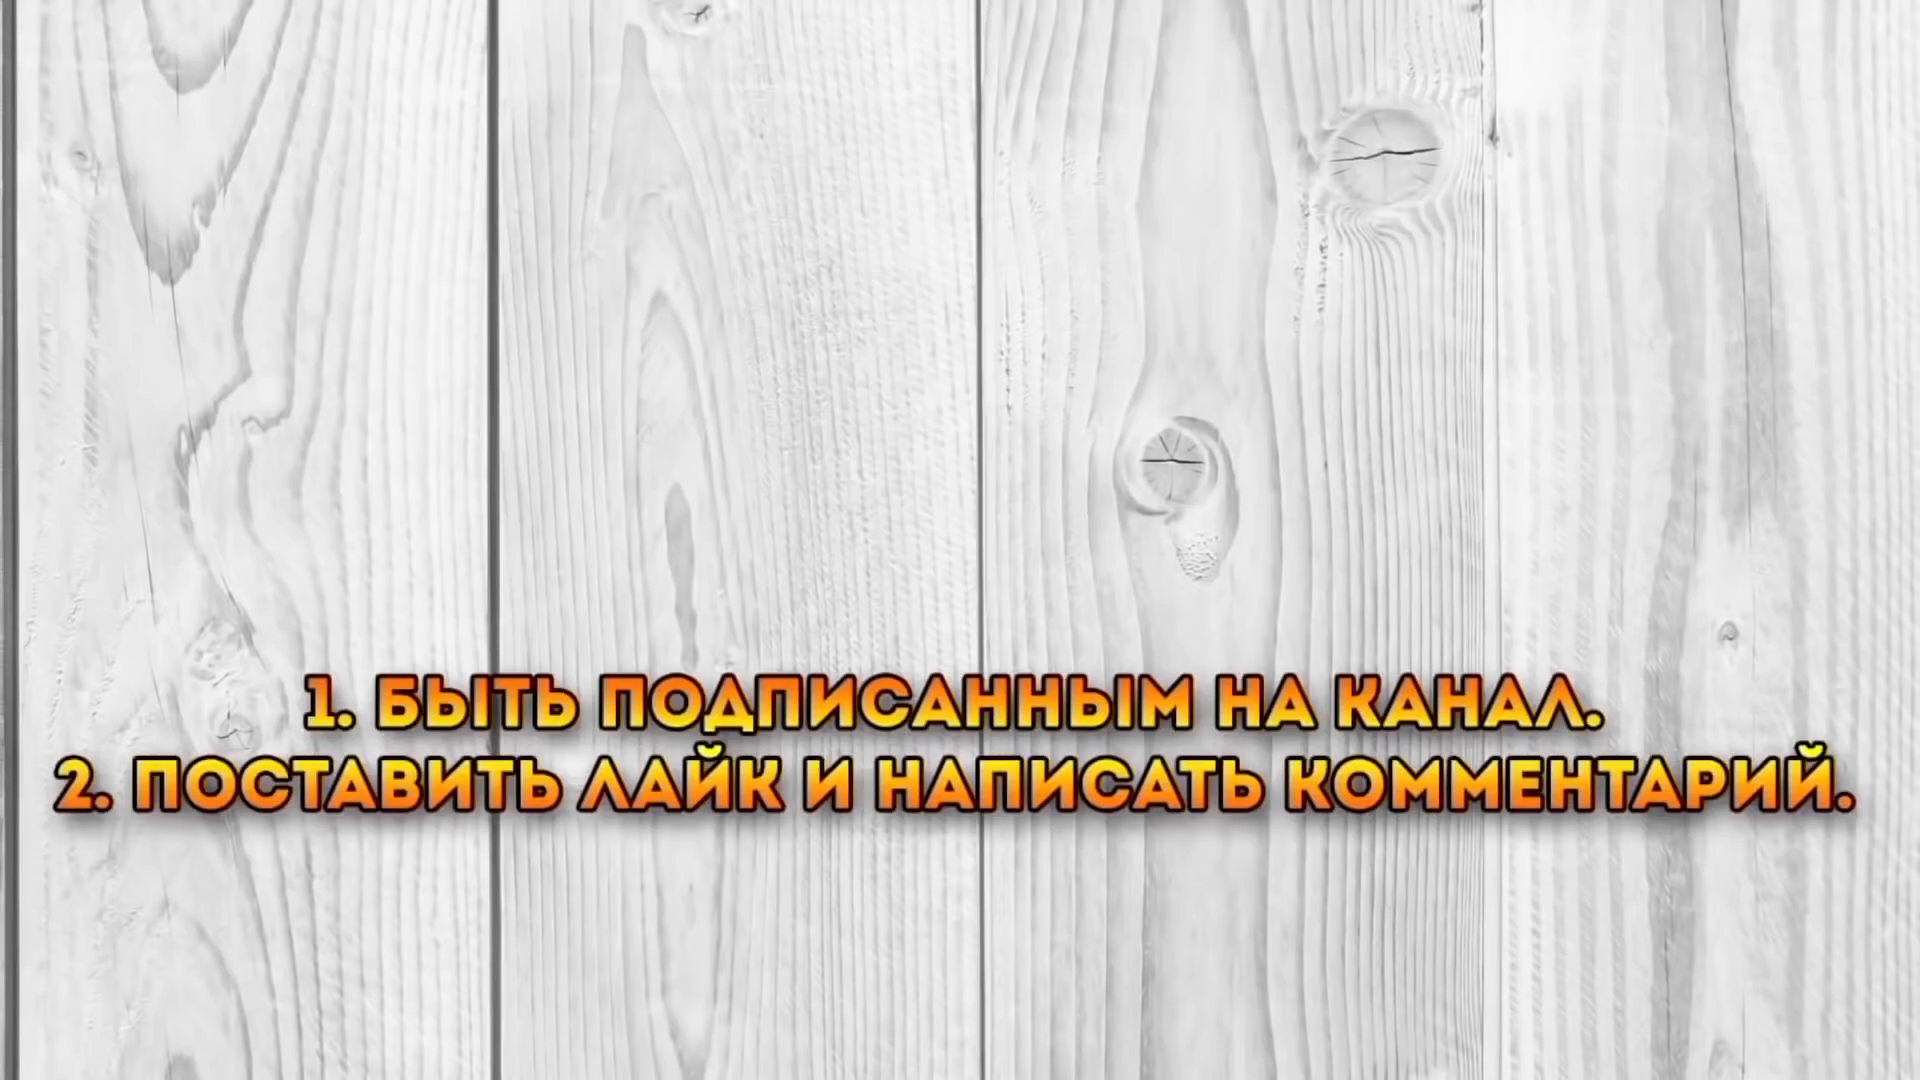 1. БЫТЬ ПОДПИСАННЫМ НА КАНАЛ.
2. ПОСТАВИТЬ ЛАЙК И НАПИСАТЬ КОММЕНТАРИЙ.